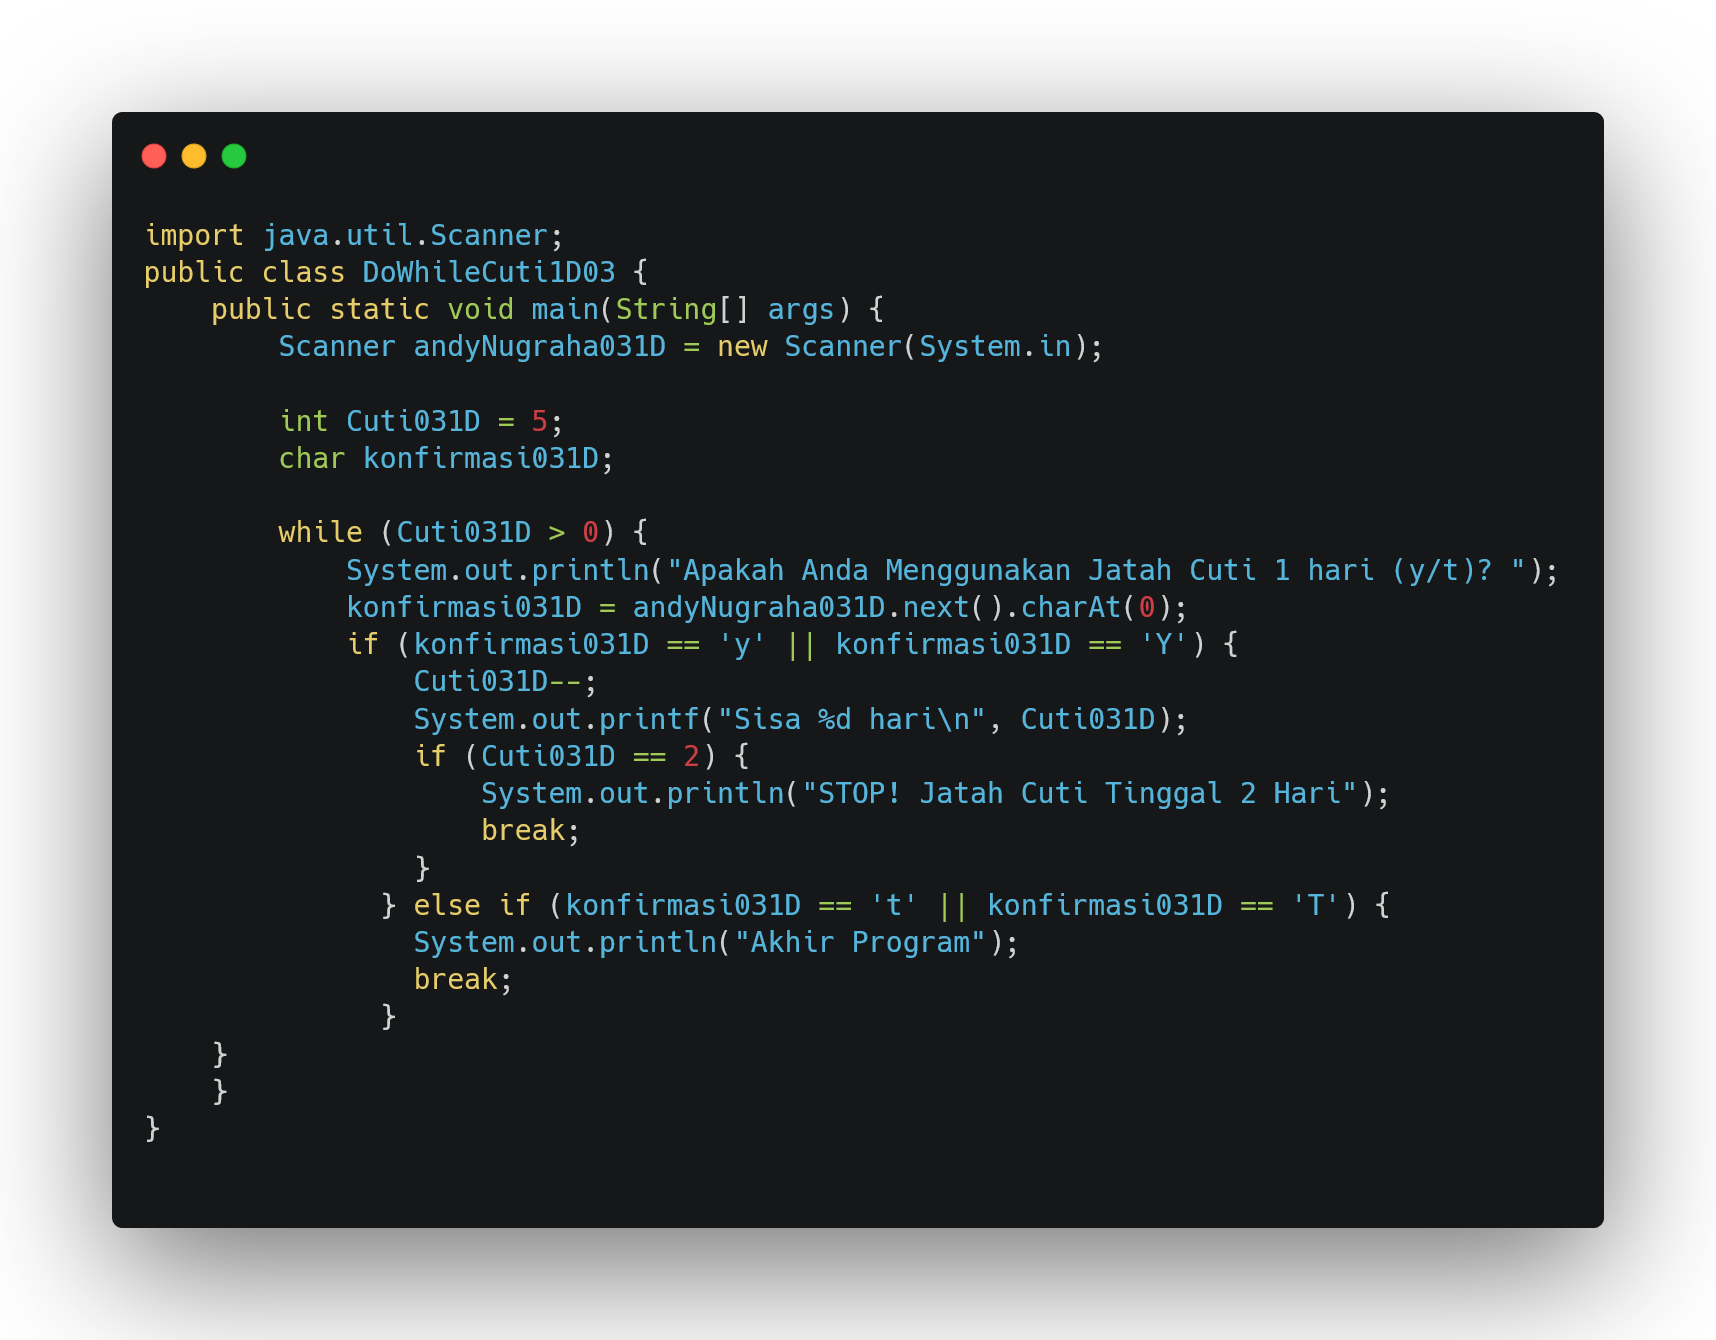 import java.util.Scanner;
public class DoWhileCuti1D03 {
    public static void main(String[] args) {
        Scanner andyNugraha031D = new Scanner(System.in);

        int Cuti031D = 5;
        char konfirmasi031D;

        while (Cuti031D > 0) {
            System.out.println("Apakah Anda Menggunakan Jatah Cuti 1 hari (y/t)? ");
            konfirmasi031D = andyNugraha031D.next().charAt(0);
            if (konfirmasi031D == 'y' || konfirmasi031D == 'Y') {
                Cuti031D--;
                System.out.printf("Sisa %d hari\n", Cuti031D);
                if (Cuti031D == 2) {
                    System.out.println("STOP! Jatah Cuti Tinggal 2 Hari");
                    break;
                }
              } else if (konfirmasi031D == 't' || konfirmasi031D == 'T') {
                System.out.println("Akhir Program");
                break;
              }
    }
    }
}